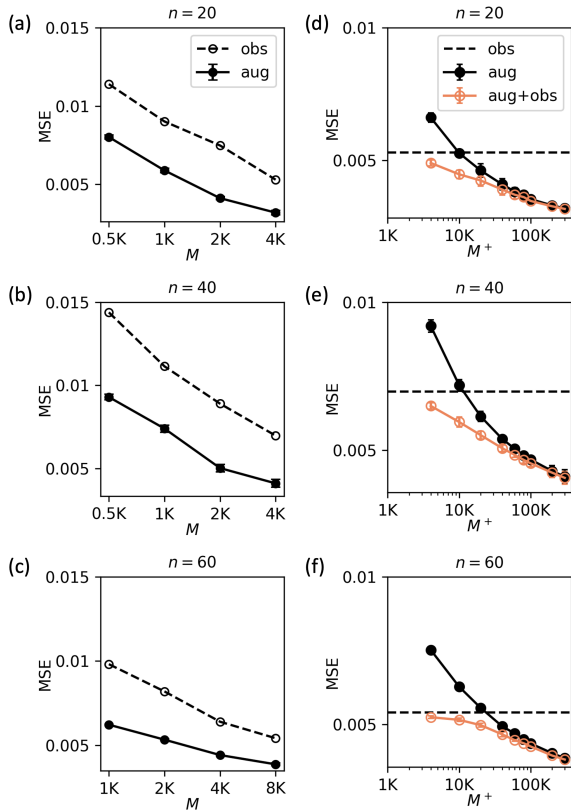 (a)
n = 20
0.015
0.010
0.005
MSE
obs
aug
0.5K 1K 2K 4K
M
(d)
n = 20
0.01
0.005
MSE
obs
aug
aug+obs
1K 10K 100K
M⁺
(b)
n = 40
0.015
0.010
0.005
MSE
0.5K 1K 2K 4K
M
(e)
n = 40
0.01
0.005
MSE
1K 10K 100K
M⁺
(c)
n = 60
0.015
0.01
0.005
MSE
1K 2K 4K 8K
M
(f)
n = 60
0.01
0.005
MSE
1K 10K 100K
M⁺